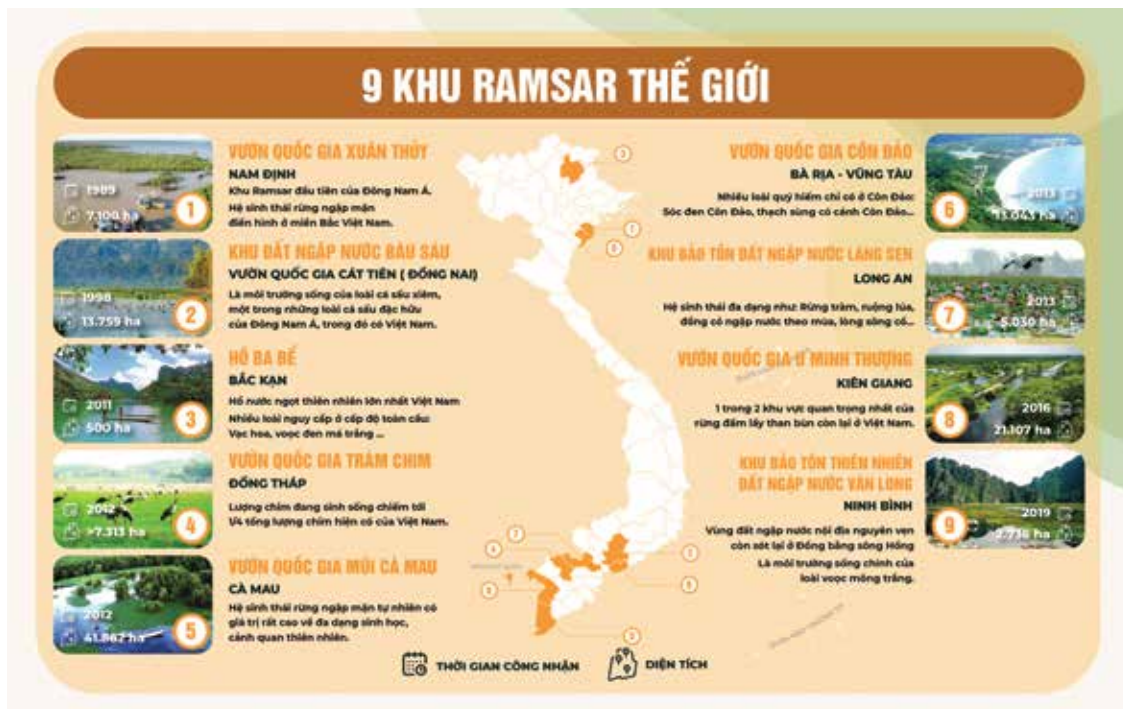 9 KHU RAMSAR THẾ GIỚI
1989
7.100 ha
1
VƯỜN QUỐC GIA XUÂN THỦY
NAM ĐỊNH
Khu Ramsar đầu tiên của Đông Nam Á.
Hệ sinh thái rừng ngập mặn
điển hình ở miền Bắc Việt Nam.
1998
13.759 ha
2
KHU ĐẤT NGẬP NƯỚC BÀU SẤU
VƯỜN QUỐC GIA CÁT TIÊN ( ĐỒNG NAI)
Là môi trường sống của loài cá sấu xiêm,
một trong những loài cá sấu đặc hữu
của Đông Nam Á, trong đó có Việt Nam.
2011
500 ha
3
HỒ BA BỂ
BẮC KẠN
Hồ nước ngọt thiên nhiên lớn nhất Việt Nam
Nhiều loài nguy cấp ở cấp độ toàn cầu:
Vạc hoa, voọc đen má trắng ...
2012
>7.313 ha
4
VƯỜN QUỐC GIA TRÀM CHIM
ĐỒNG THÁP
Lượng chim đang sinh sống chiếm tới
1/4 tổng lượng chim hiện có của Việt Nam.
2012
41.862 ha
5
VƯỜN QUỐC GIA MŨI CÀ MAU
CÀ MAU
Hệ sinh thái rừng ngập mặn tự nhiên có
giá trị rất cao về đa dạng sinh học,
cảnh quan thiên nhiên.
VƯỜN QUỐC GIA CÔN ĐẢO
BÀ RỊA - VŨNG TÀU
Nhiều loài quý hiếm chỉ có ở Côn Đảo:
Sóc đen Côn Đảo, thạch sùng có cánh Côn Đảo...
2013
13.043 ha
6
KHU BẢO TỒN ĐẤT NGẬP NƯỚC LÁNG SEN
LONG AN
Hệ sinh thái đa dạng như: Rừng tràm, ruộng lúa,
đồng cỏ ngập nước theo mùa, lòng sông cổ...
2013
5.030 ha
7
VƯỜN QUỐC GIA U MINH THƯỢNG
KIÊN GIANG
1 trong 2 khu vực quan trọng nhất của
rừng đầm lầy than bùn còn lại ở Việt Nam.
2016
21.107 ha
8
KHU BẢO TỒN THIÊN NHIÊN
ĐẤT NGẬP NƯỚC VÂN LONG
NINH BÌNH
Vùng đất ngập nước nội địa nguyên vẹn
còn sót lại ở Đồng bằng sông Hồng
Là môi trường sống chính của
loài voọc mông trắng.
2019
>2.736 ha
9
THỜI GIAN CÔNG NHẬN
DIỆN TÍCH